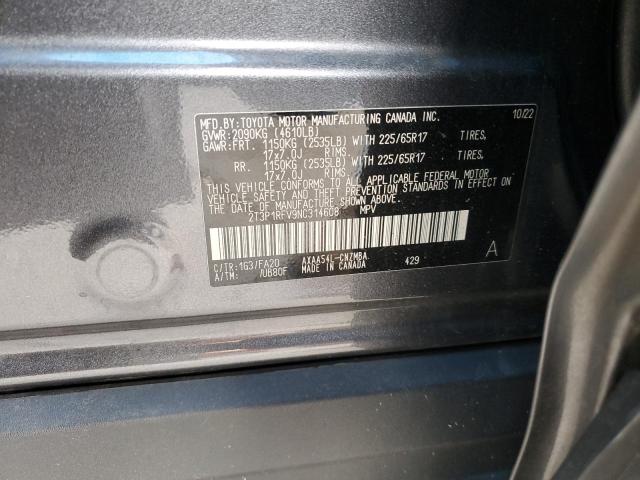 MFD.BY:TOYOTA MOTOR MANUFACTURING CANADA INC. 10/22
GVWR:2090KG (4610LB)
GAWR:FRT. 1150KG (2535LB) WITH 225/65R17 TIRES,
17x7.0J RIMS,
RR. 1150KG (2535LB) WITH 225/65R17 TIRES,
17x7.0J RIMS,
THIS VEHICLE CONFORMS TO ALL APPLICABLE FEDERAL MOTOR
VEHICLE SAFETY AND THEFT PREVENTION STANDARDS IN
EFFECT ON THE DATE OF MANUFACTURE SHOWN ABOVE.
2T3P1RFV9NC314608 MPV
C/TR:1G3/FA20 AXAA54L-CNZMBA 429 A
A/TM: /UB80F MADE IN CANADA